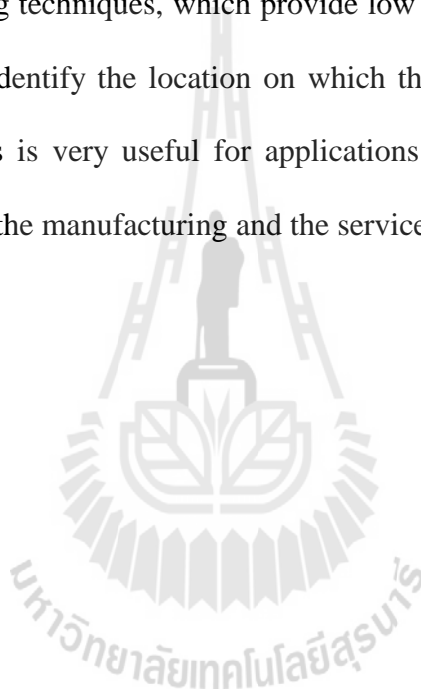 g techniques, which provide low
dentify the location on which th
s is very useful for applications
the manufacturing and the service
มหาวิทยาลัยเทคโนโลยีสุรนารี